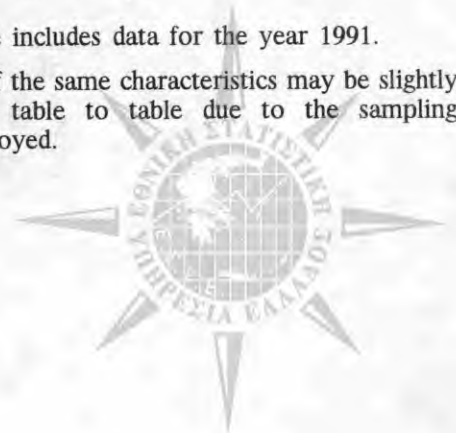 e includes data for the year 1991.
f the same characteristics may be slightly
table to table due to the sampling
oyed.
ΕΘΝΙΚΗ ΣΤΑΤΙΣΤΙΚΗ
ΥΠΗΡΕΣΙΑ ΕΛΛΑΔΟΣ